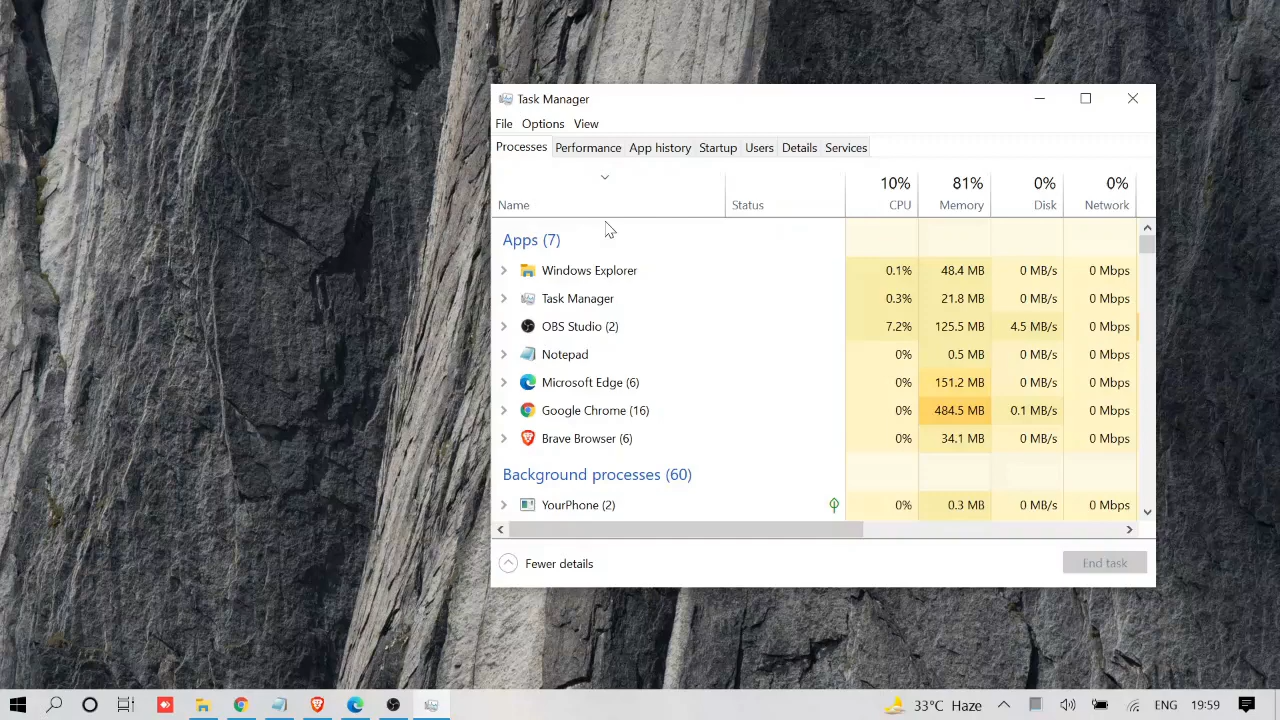 Task Manager
File Options View
Processes Performance App history Startup Users Details Services
10% 81% 0% 0%
Name Status CPU Memory Disk Network
Apps (7)
Windows Explorer 0.1% 48.4 MB 0 MB/s 0 Mbps
Task Manager 0.3% 21.8 MB 0 MB/s 0 Mbps
OBS Studio (2) 7.2% 125.5 MB 4.5 MB/s 0 Mbps
Notepad 0% 0.5 MB 0 MB/s 0 Mbps
Microsoft Edge (6) 0% 151.2 MB 0 MB/s 0 Mbps
Google Chrome (16) 0% 484.5 MB 0.1 MB/s 0 Mbps
Brave Browser (6) 0% 34.1 MB 0 MB/s 0 Mbps
Background processes (60)
YourPhone (2) 0% 0.3 MB 0 MB/s 0 Mbps
Fewer details End task
33°C Haze ENG 19:59